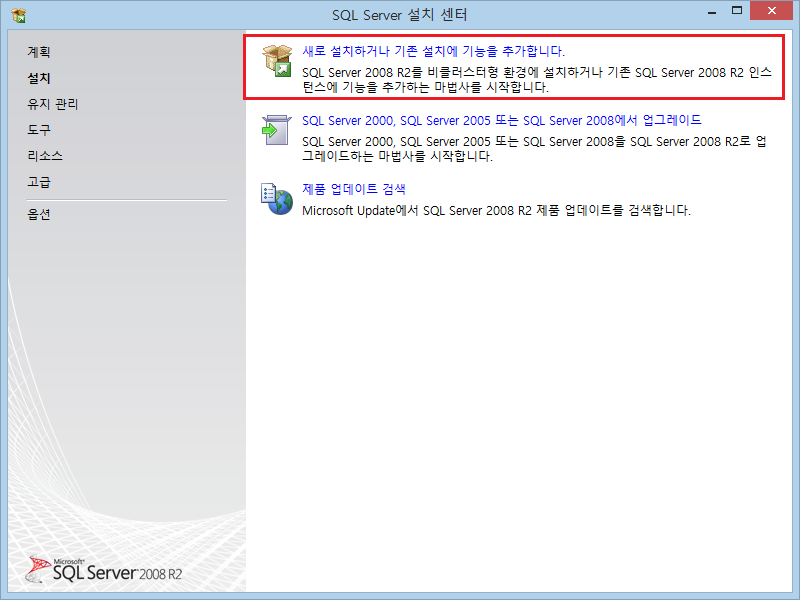 SQL Server 설치 센터
계획
설치
유지 관리
도구
리소스
고급
옵션
새로 설치하거나 기존 설치에 기능을 추가합니다.
SQL Server 2008 R2를 비클러스터형 환경에 설치하거나 기존 SQL Server 2008 R2 인스
턴스에 기능을 추가하는 마법사를 시작합니다.
SQL Server 2000, SQL Server 2005 또는 SQL Server 2008에서 업그레이드
SQL Server 2000, SQL Server 2005 또는 SQL Server 2008을 SQL Server 2008 R2로 업
그레이드하는 마법사를 시작합니다.
제품 업데이트 검색
Microsoft Update에서 SQL Server 2008 R2 제품 업데이트를 검색합니다.
Microsoft®
SQL Server® 2008 R2